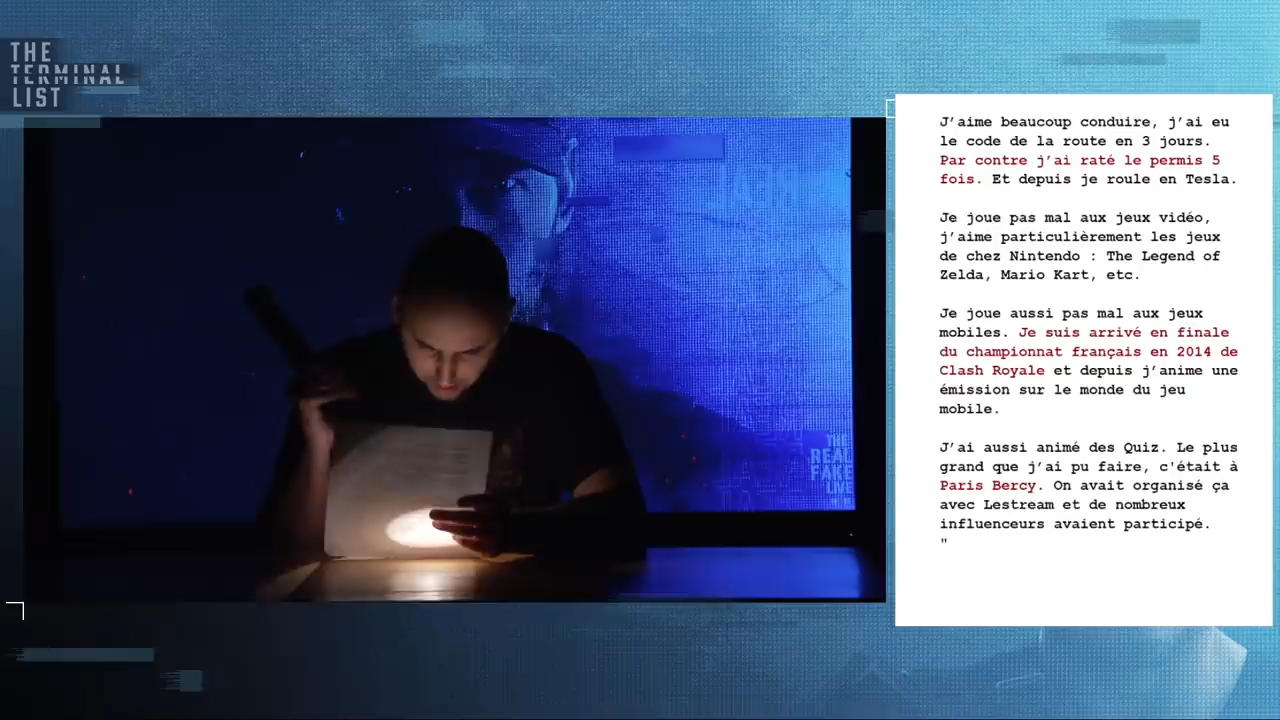 THE
TERMINAL
LIST
J'aime beaucoup conduire, j'ai eu
le code de la route en 3 jours.
Par contre j'ai raté le permis 5
fois. Et depuis je roule en Tesla.
Je joue pas mal aux jeux vidéo,
j'aime particulièrement les jeux
de chez Nintendo : The Legend of
Zelda, Mario Kart, etc.
Je joue aussi pas mal aux jeux
mobiles. Je suis arrivé en finale
du championnat français en 2014 de
Clash Royale et depuis j'anime une
émission sur le monde du jeu
mobile.
J'ai aussi animé des Quiz. Le plus
grand que j'ai pu faire, c'était à
Paris Bercy. On avait organisé ça
avec Lestream et de nombreux
influenceurs avaient participé.
"
THE
REAL
FAKE
LIVE